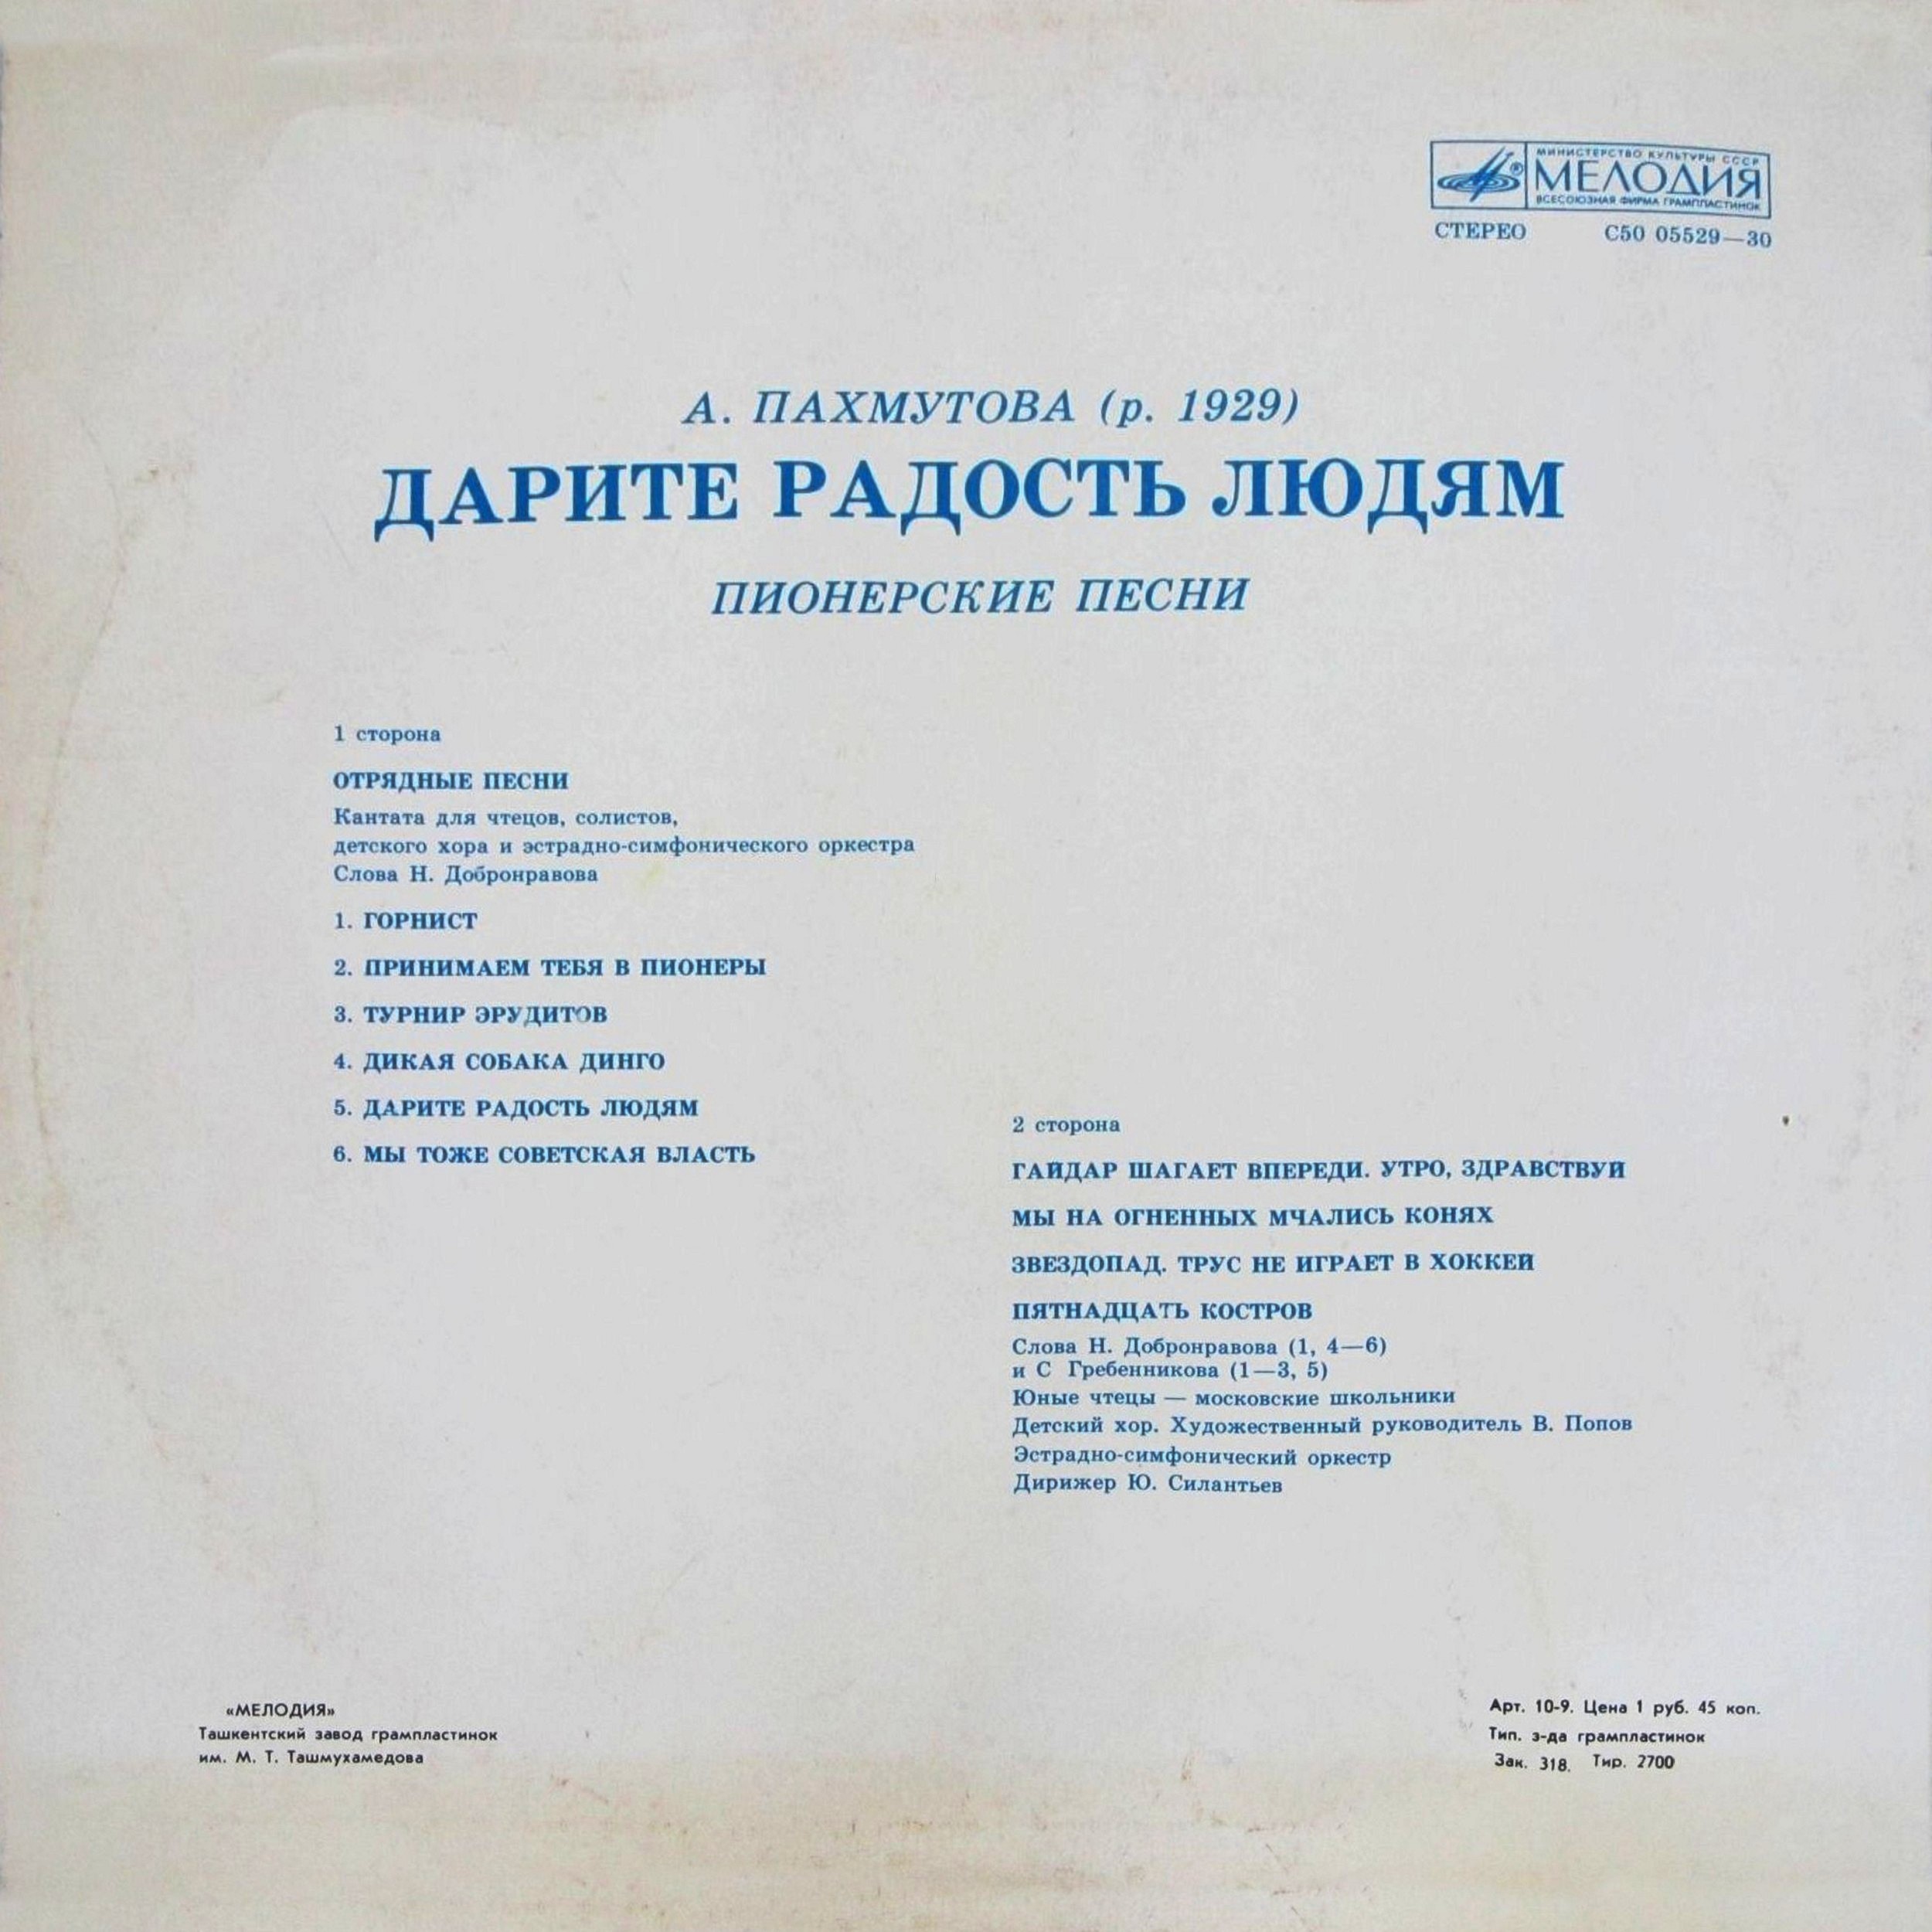 МИНИСТЕРСТВО КУЛЬТУРЫ СССР
МЕЛОДИЯ
ВСЕСОЮЗНАЯ ФИРМА ГРАМПЛАСТИНОК
СТЕРЕО С50 05529—30
А. ПАХМУТОВА (р. 1929)
ДАРИТЕ РАДОСТЬ ЛЮДЯМ
ПИОНЕРСКИЕ ПЕСНИ
1 сторона
ОТРЯДНЫЕ ПЕСНИ
Кантата для чтецов, солистов,
детского хора и эстрадно-симфонического оркестра
Слова Н. Добронравова
1. ГОРНИСТ
2. ПРИНИМАЕМ ТЕБЯ В ПИОНЕРЫ
3. ТУРНИР ЭРУДИТОВ
4. ДИКАЯ СОБАКА ДИНГО
5. ДАРИТЕ РАДОСТЬ ЛЮДЯМ
6. МЫ ТОЖЕ СОВЕТСКАЯ ВЛАСТЬ
2 сторона
ГАЙДАР ШАГАЕТ ВПЕРЕДИ. УТРО, ЗДРАВСТВУЙ
МЫ НА ОГНЕННЫХ МЧАЛИСЬ КОНЯХ
ЗВЕЗДОПАД. ТРУС НЕ ИГРАЕТ В ХОККЕЙ
ПЯТНАДЦАТЬ КОСТРОВ
Слова Н. Добронравова (1, 4—6)
и С Гребенникова (1—3, 5)
Юные чтецы — московские школьники
Детский хор. Художественный руководитель В. Попов
Эстрадно-симфонический оркестр
Дирижер Ю. Силантьев
«МЕЛОДИЯ»
Ташкентский завод грампластинок
им. М. Т. Ташмухамедова
Арт. 10-9. Цена 1 руб. 45 коп.
Тип. з-да грампластинок
Зак. 318. Тир. 2700